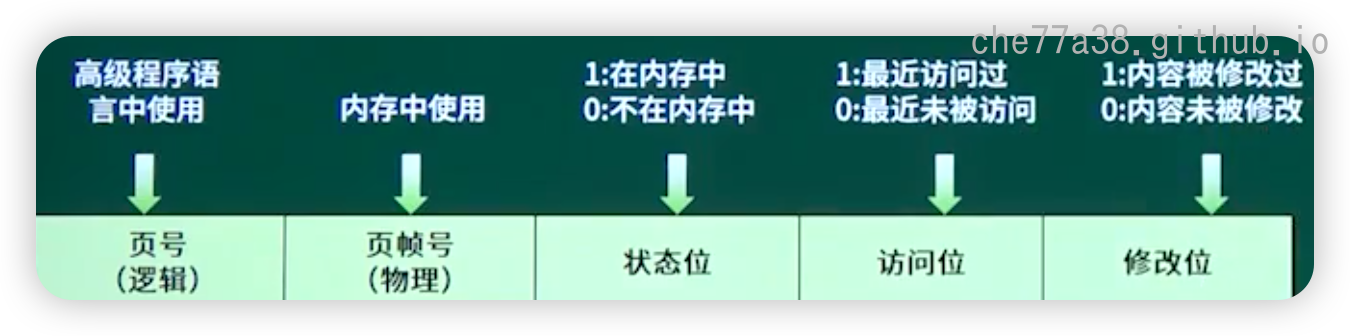 che77a38.github.io
高级程序语
言中使用
内存中使用
1:在内存中
0:不在内存中
1:最近访问过
0:最近未被访问
1:内容被修改过
0:内容未被修改
页号
(逻辑)
页帧号
(物理)
状态位
访问位
修改位